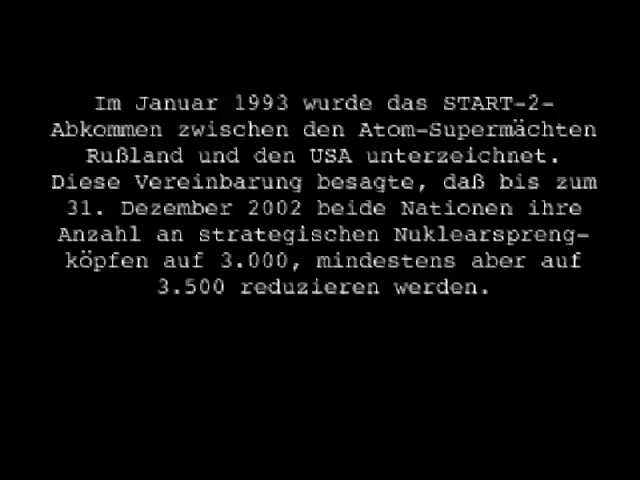 Im Januar 1993 wurde das START-2-
Abkommen zwischen den Atom-Supermächten
Rußland und den USA unterzeichnet.
Diese Vereinbarung besagte, daß bis zum
31. Dezember 2002 beide Nationen ihre
Anzahl an strategischen Nuklearspreng-
köpfen auf 3.000, mindestens aber auf
3.500 reduzieren werden.